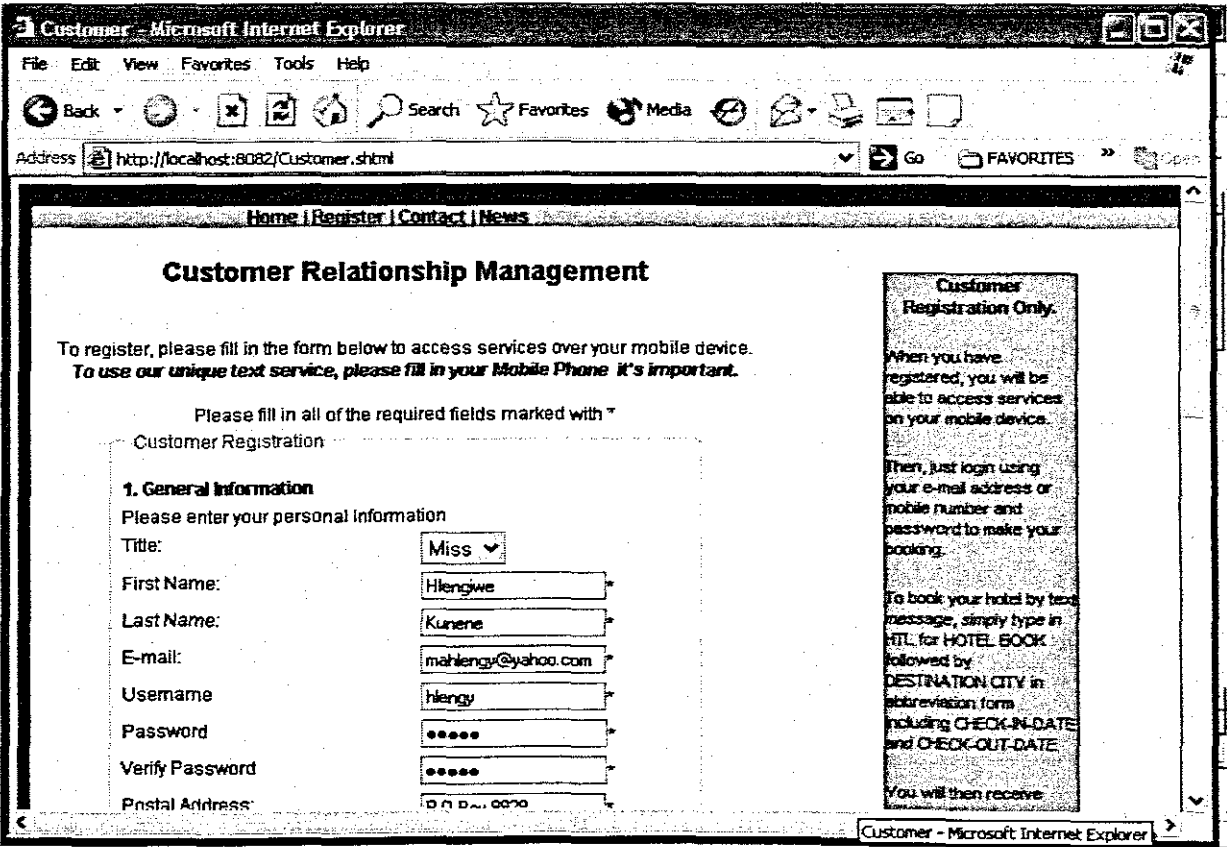 Customer - Microsoft Internet Explorer
File Edit View Favorites Tools Help
Back Search Favorites Media
Address http://localhost:8082/Customer.shtml Go FAVORITES » Open
Home | Register | Contact | News
Customer Relationship Management
To register, please fill in the form below to access services over your mobile device.
To use our unique text service, please fill in your Mobile Phone it's important.
Please fill in all of the required fields marked with *
Customer Registration
1. General Information
Please enter your personal information
Title: Miss
First Name: Hlengiwe *
Last Name: Kunene *
E-mail: mahlengy@yahoo.com *
Username hlengy *
Password ●●●●● *
Verify Password ●●●●● *
Postal Address: P.O Box *
Customer
Registration Only.
When you have
registered, you will be
able to access services
on your mobile device.
Then, just login using
your e-mail address or
mobile number and
password to make your
booking.
To book your hotel by text
message, simply type in
HTL for HOTEL BOOK
followed by
DESTINATION CITY in
abbreviation form
including CHECK-IN-DATE
and CHECK-OUT-DATE
You will then receive
Customer - Microsoft Internet Explorer